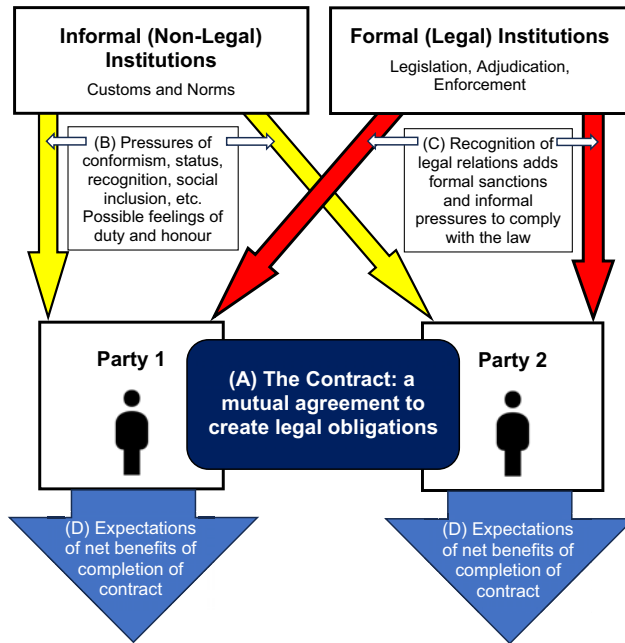 Informal (Non-Legal)
Institutions
Customs and Norms
Formal (Legal) Institutions
Legislation, Adjudication,
Enforcement
(B) Pressures of
conformism, status,
recognition, social
inclusion, etc.
Possible feelings of
duty and honour
(C) Recognition of
legal relations adds
formal sanctions
and informal
pressures to comply
with the law
Party 1
(A) The Contract: a
mutual agreement to
create legal obligations
Party 2
(D) Expectations
of net benefits of
completion of
contract
(D) Expectations
of net benefits of
completion of
contract